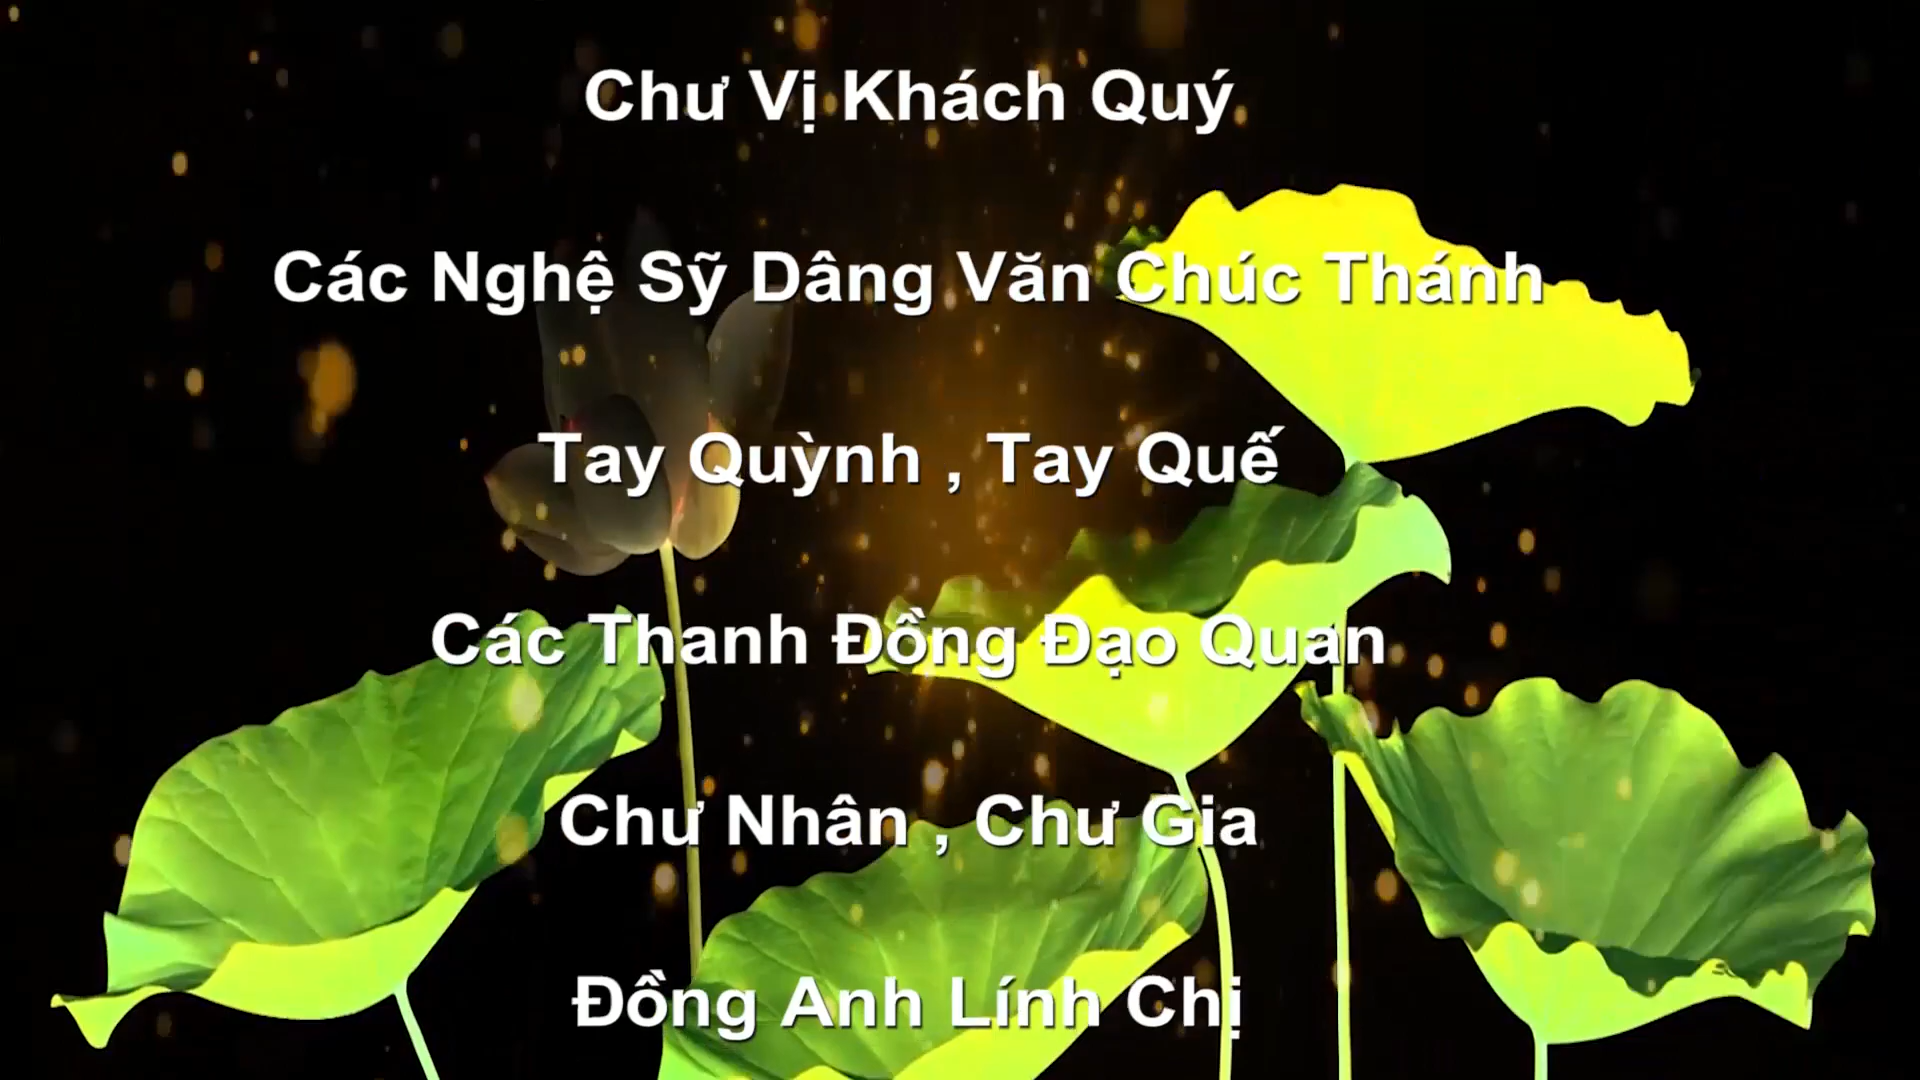 Chư Vị Khách Quý
Các Nghệ Sỹ Dâng Văn Chúc Thánh
Tay Quỳnh , Tay Quế
Các Thanh Đồng Đạo Quan
Chư Nhân , Chư Gia
Đồng Anh Lính Chị